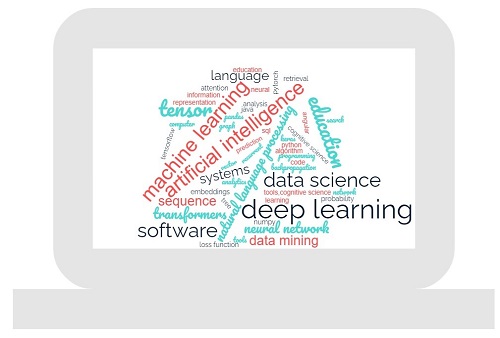 education
language
pytorch
retrieval
attention
neural
information
representation
tensor
java
analysis
machine learning
artificial intelligence
education
angular
search
computer
pandas
graph
sql
cognitive science
tensorflow
prediction
keras
python
algorithm
programming
code
backpropagation
natural language processing
recurrent
vector
systems
analytics
data science
embeddings
tools
cognitive science
network
sequence
tree
learning
probability
transformers
deep learning
numpy
neural network
software
tools
data mining
loss function